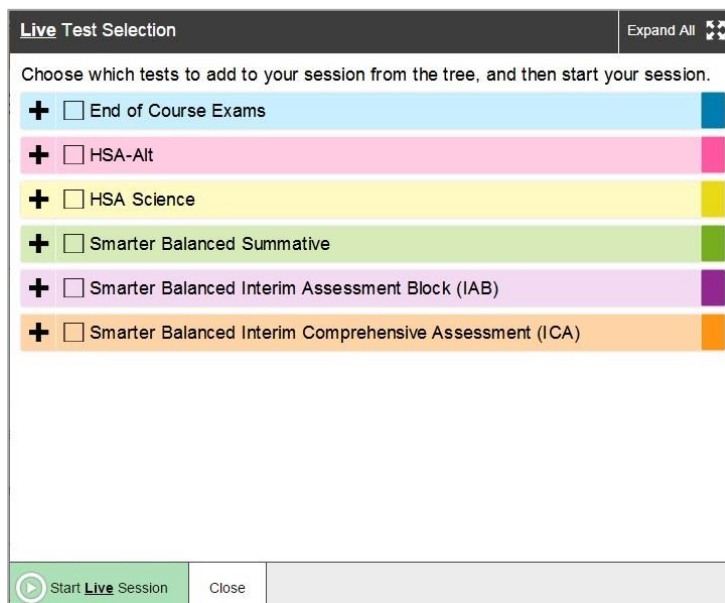 Live Test Selection
Expand All
Choose which tests to add to your session from the tree, and then start your session.
End of Course Exams
HSA-Alt
HSA Science
Smarter Balanced Summative
Smarter Balanced Interim Assessment Block (IAB)
Smarter Balanced Interim Comprehensive Assessment (ICA)
Start Live Session
Close